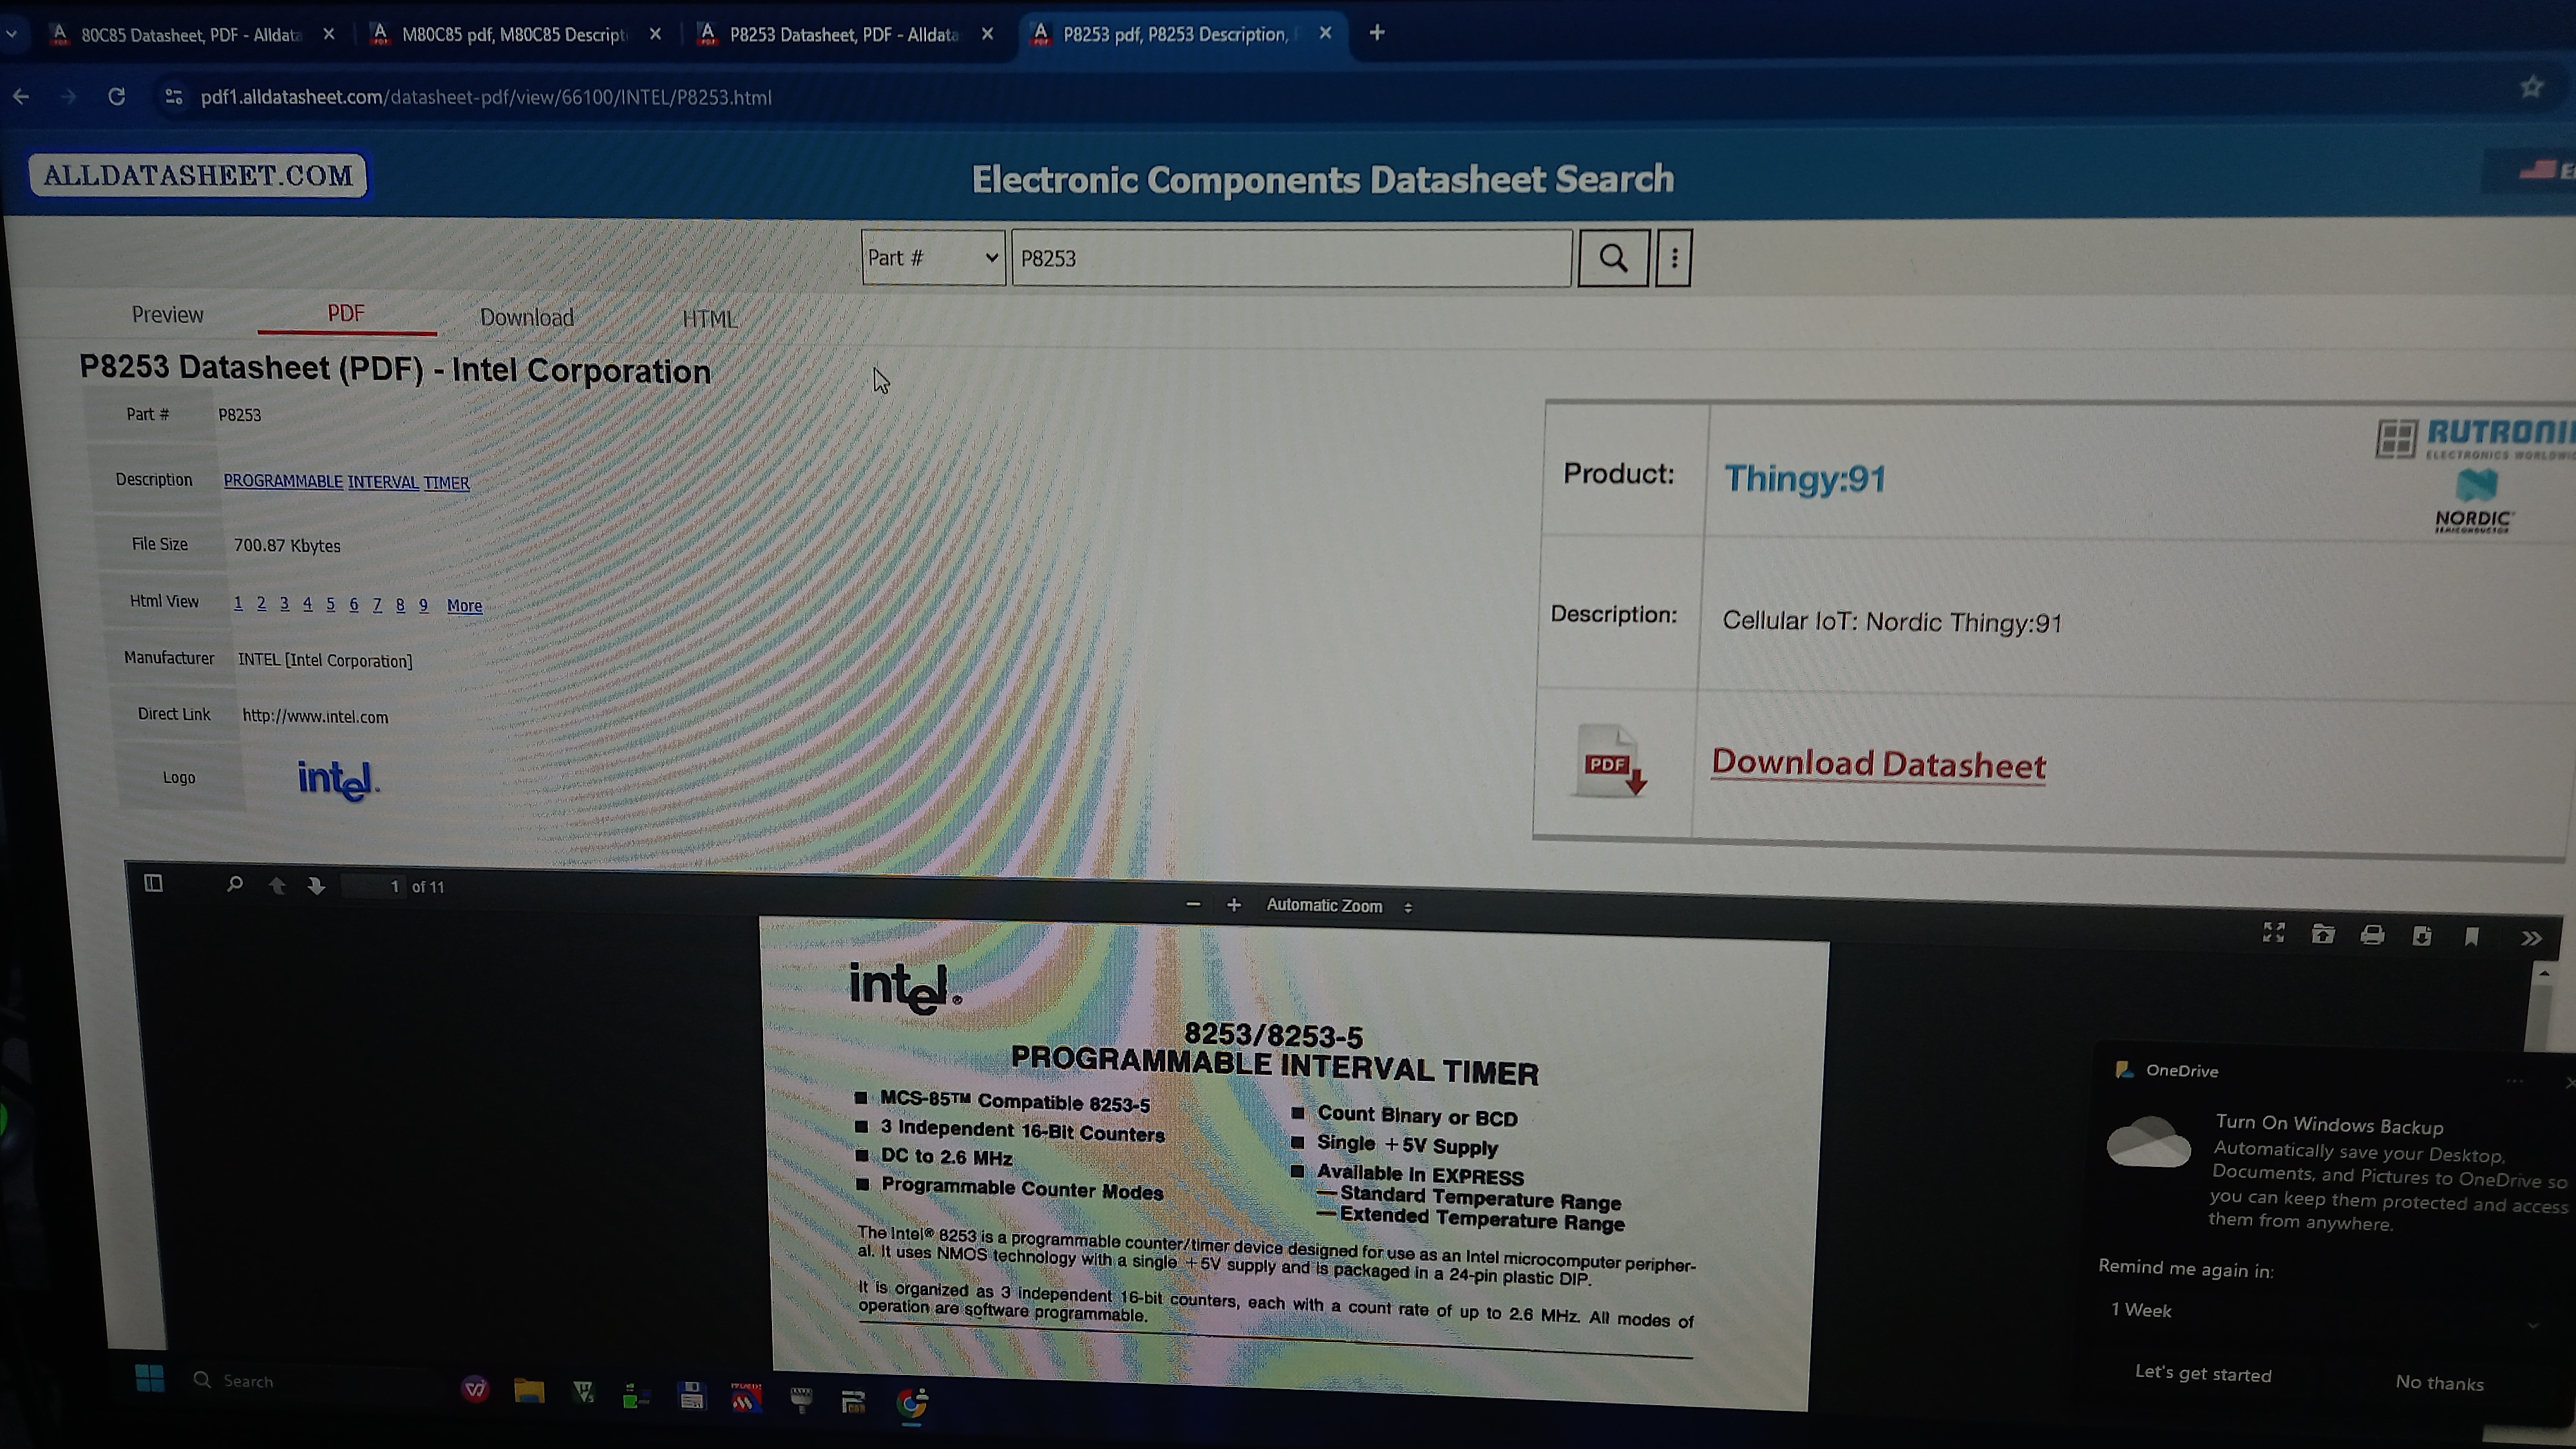 80C85 Datasheet, PDF - Alldata
M80C85 pdf, M80C85 Descript
P8253 Datasheet, PDF - Alldata
P8253 pdf, P8253 Description,
pdf1.alldatasheet.com/datasheet-pdf/view/66100/INTEL/P8253.html
ALLDATASHEET.COM
Electronic Components Datasheet Search
Part #
P8253
Preview
PDF
Download
HTML
P8253 Datasheet (PDF) - Intel Corporation
Part # P8253
Description PROGRAMMABLE INTERVAL TIMER
File Size 700.87 Kbytes
Html View 1 2 3 4 5 6 7 8 9 More
Manufacturer INTEL [Intel Corporation]
Direct Link http://www.intel.com
Logo intel.
Product: Thingy:91
NORDIC
SEMICONDUCTOR
Description: Cellular IoT: Nordic Thingy:91
PDF Download Datasheet
1 of 11
Automatic Zoom
intel®
8253/8253-5
PROGRAMMABLE INTERVAL TIMER
■ MCS-85™ Compatible 8253-5
■ 3 Independent 16-Bit Counters
■ DC to 2.6 MHz
■ Programmable Counter Modes
■ Count Binary or BCD
■ Single +5V Supply
■ Available in EXPRESS
—Standard Temperature Range
—Extended Temperature Range
The Intel® 8253 is a programmable counter/timer device designed for use as an Intel microcomputer peripher-
al. It uses NMOS technology with a single +5V supply and is packaged in a 24-pin plastic DIP.
It is organized as 3 independent 16-bit counters, each with a count rate of up to 2.6 MHz. All modes of
operation are software programmable.
OneDrive
Turn On Windows Backup
Automatically save your Desktop,
Documents, and Pictures to OneDrive so
you can keep them protected and access
them from anywhere.
Remind me again in:
1 Week
Let's get started
No thanks
Search